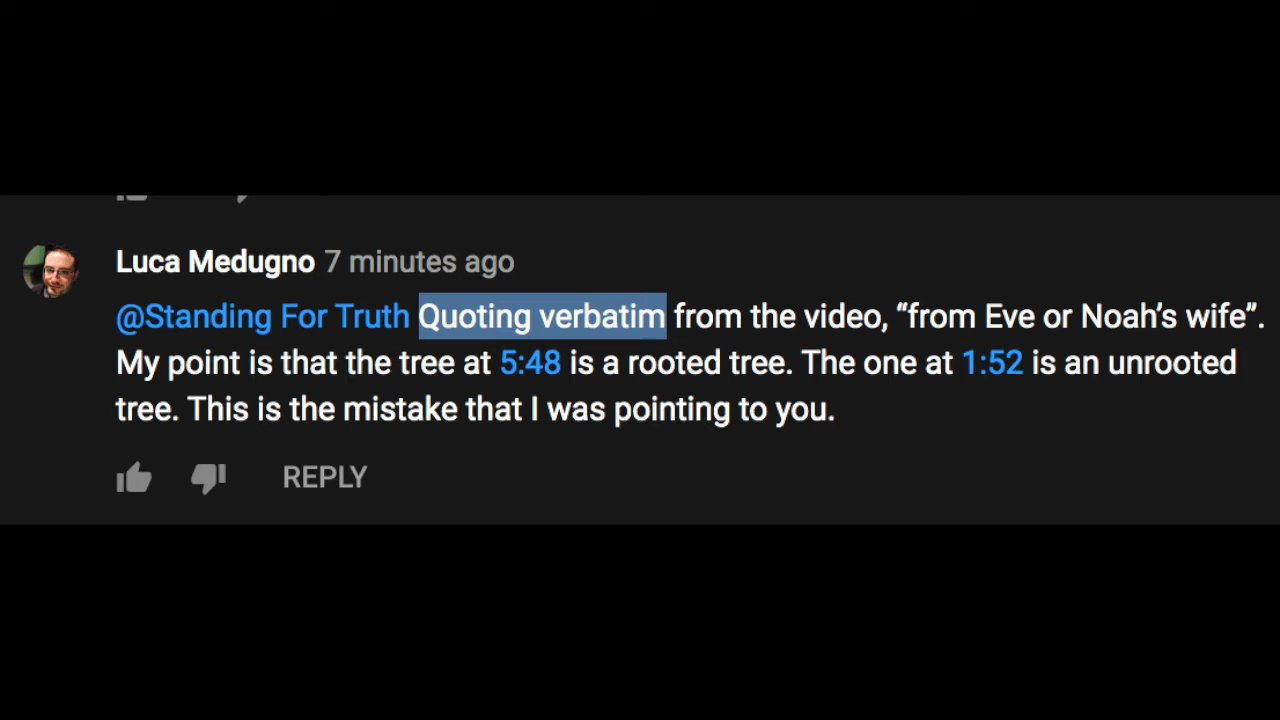 Luca Medugno 7 minutes ago
@Standing For Truth Quoting verbatim from the video, “from Eve or Noah’s wife”.
My point is that the tree at 5:48 is a rooted tree. The one at 1:52 is an unrooted
tree. This is the mistake that I was pointing to you.
REPLY